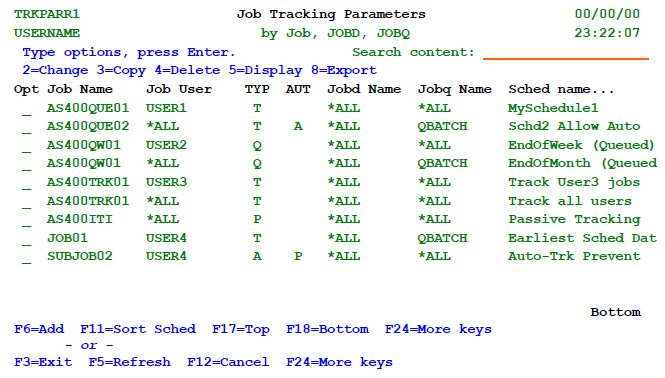 TRKPARR1 Job Tracking Parameters 00/00/00
USERNAME by Job, JOBD, JOBQ 23:22:07
Type options, press Enter. Search content:
2=Change 3=Copy 4=Delete 5=Display 8=Export
Opt Job Name Job User TYP AUT Jobd Name Jobq Name Sched name...
_ AS400QUE01 USER1 T *ALL *ALL MySchedule1
_ AS400QUE02 *ALL T A *ALL QBATCH Schd2 Allow Auto
_ AS400QW01 USER2 Q *ALL *ALL EndOfWeek (Queued)
_ AS400QW01 *ALL Q *ALL QBATCH EndOfMonth (Queued
_ AS400TRK01 USER3 T *ALL *ALL Track User3 jobs
_ AS400TRK01 *ALL T *ALL *ALL Track all users
_ AS400ITI *ALL P *ALL *ALL Passive Tracking
_ JOB01 USER4 T *ALL QBATCH Earliest Sched Dat
_ SUBJOB02 USER4 A P *ALL *ALL Auto-Trk Prevent
Bottom
F6=Add F11=Sort Sched F17=Top F18=Bottom F24=More keys
- or -
F3=Exit F5=Refresh F12=Cancel F24=More keys